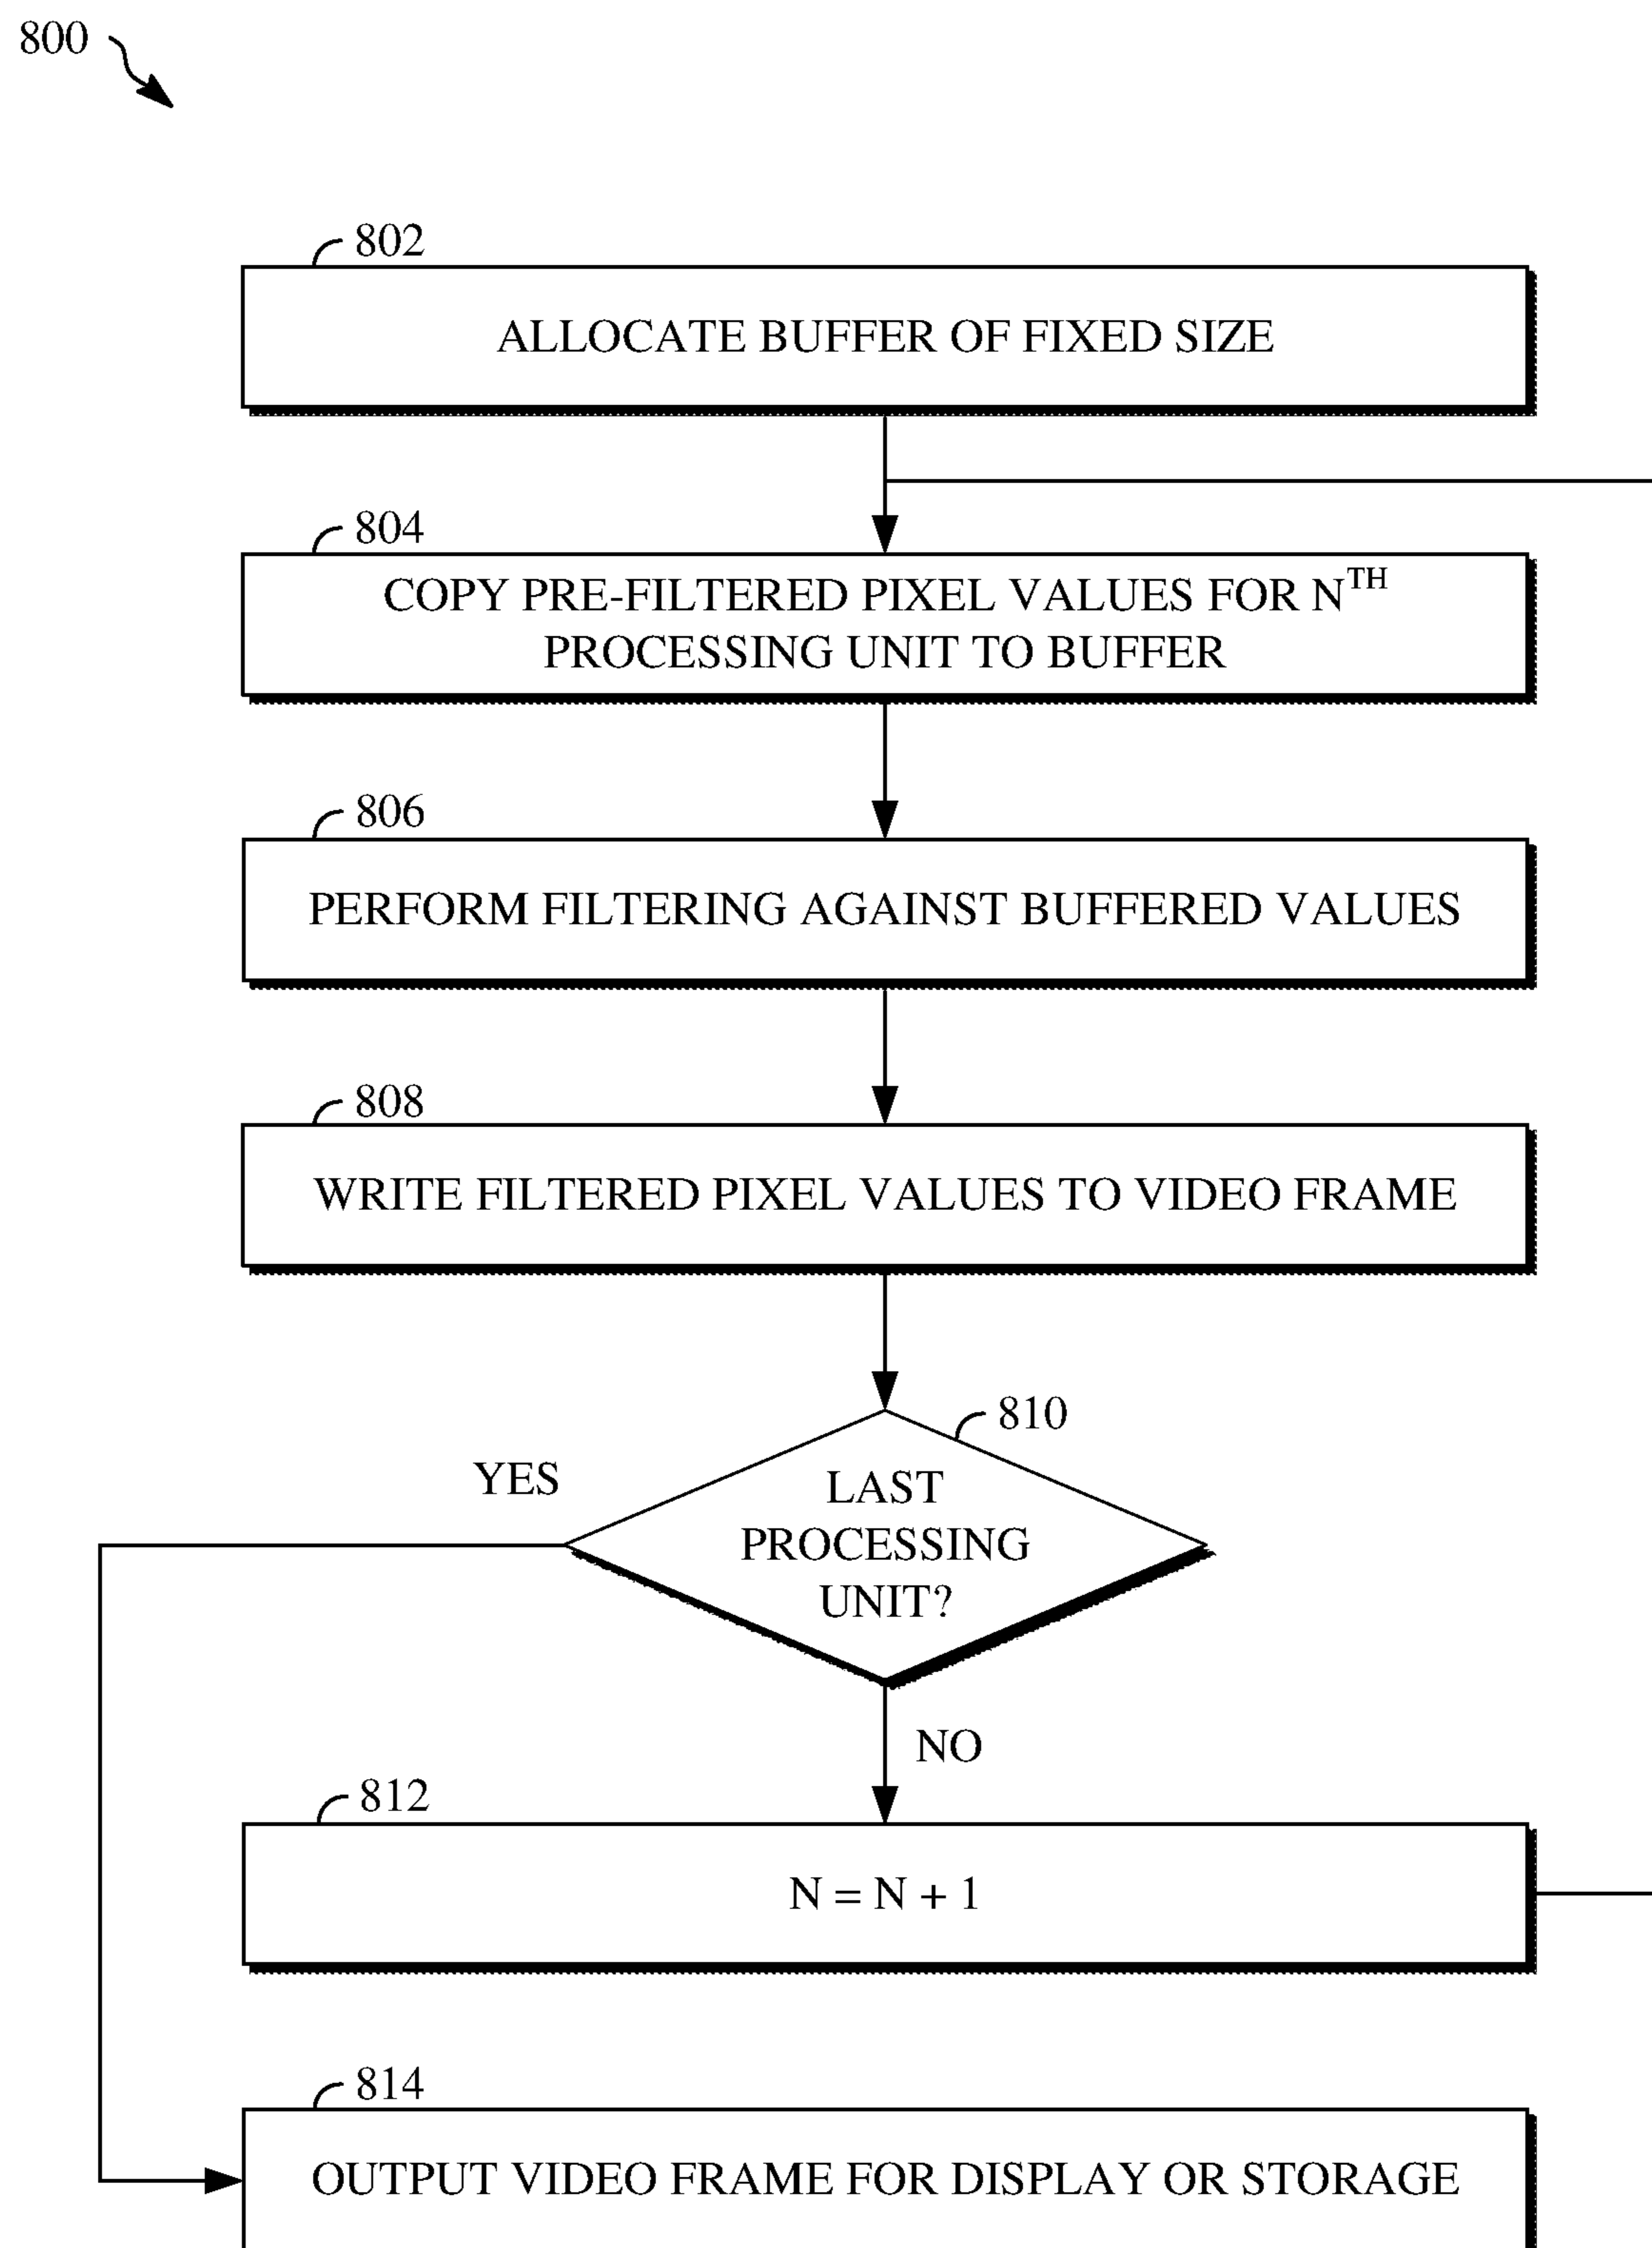 800
802
ALLOCATE BUFFER OF FIXED SIZE
804
COPY PRE-FILTERED PIXEL VALUES FOR NTH
PROCESSING UNIT TO BUFFER
806
PERFORM FILTERING AGAINST BUFFERED VALUES
808
WRITE FILTERED PIXEL VALUES TO VIDEO FRAME
810
YES
LAST
PROCESSING
UNIT?
NO
812
N = N + 1
814
OUTPUT VIDEO FRAME FOR DISPLAY OR STORAGE